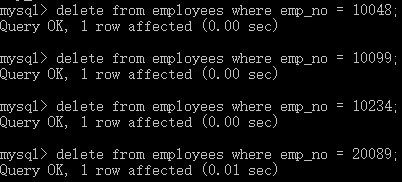 mysql> delete from employees where emp_no = 10048;
Query OK, 1 row affected (0.00 sec)
mysql> delete from employees where emp_no = 10099;
Query OK, 1 row affected (0.00 sec)
mysql> delete from employees where emp_no = 10234;
Query OK, 1 row affected (0.00 sec)
mysql> delete from employees where emp_no = 20089;
Query OK, 1 row affected (0.01 sec)